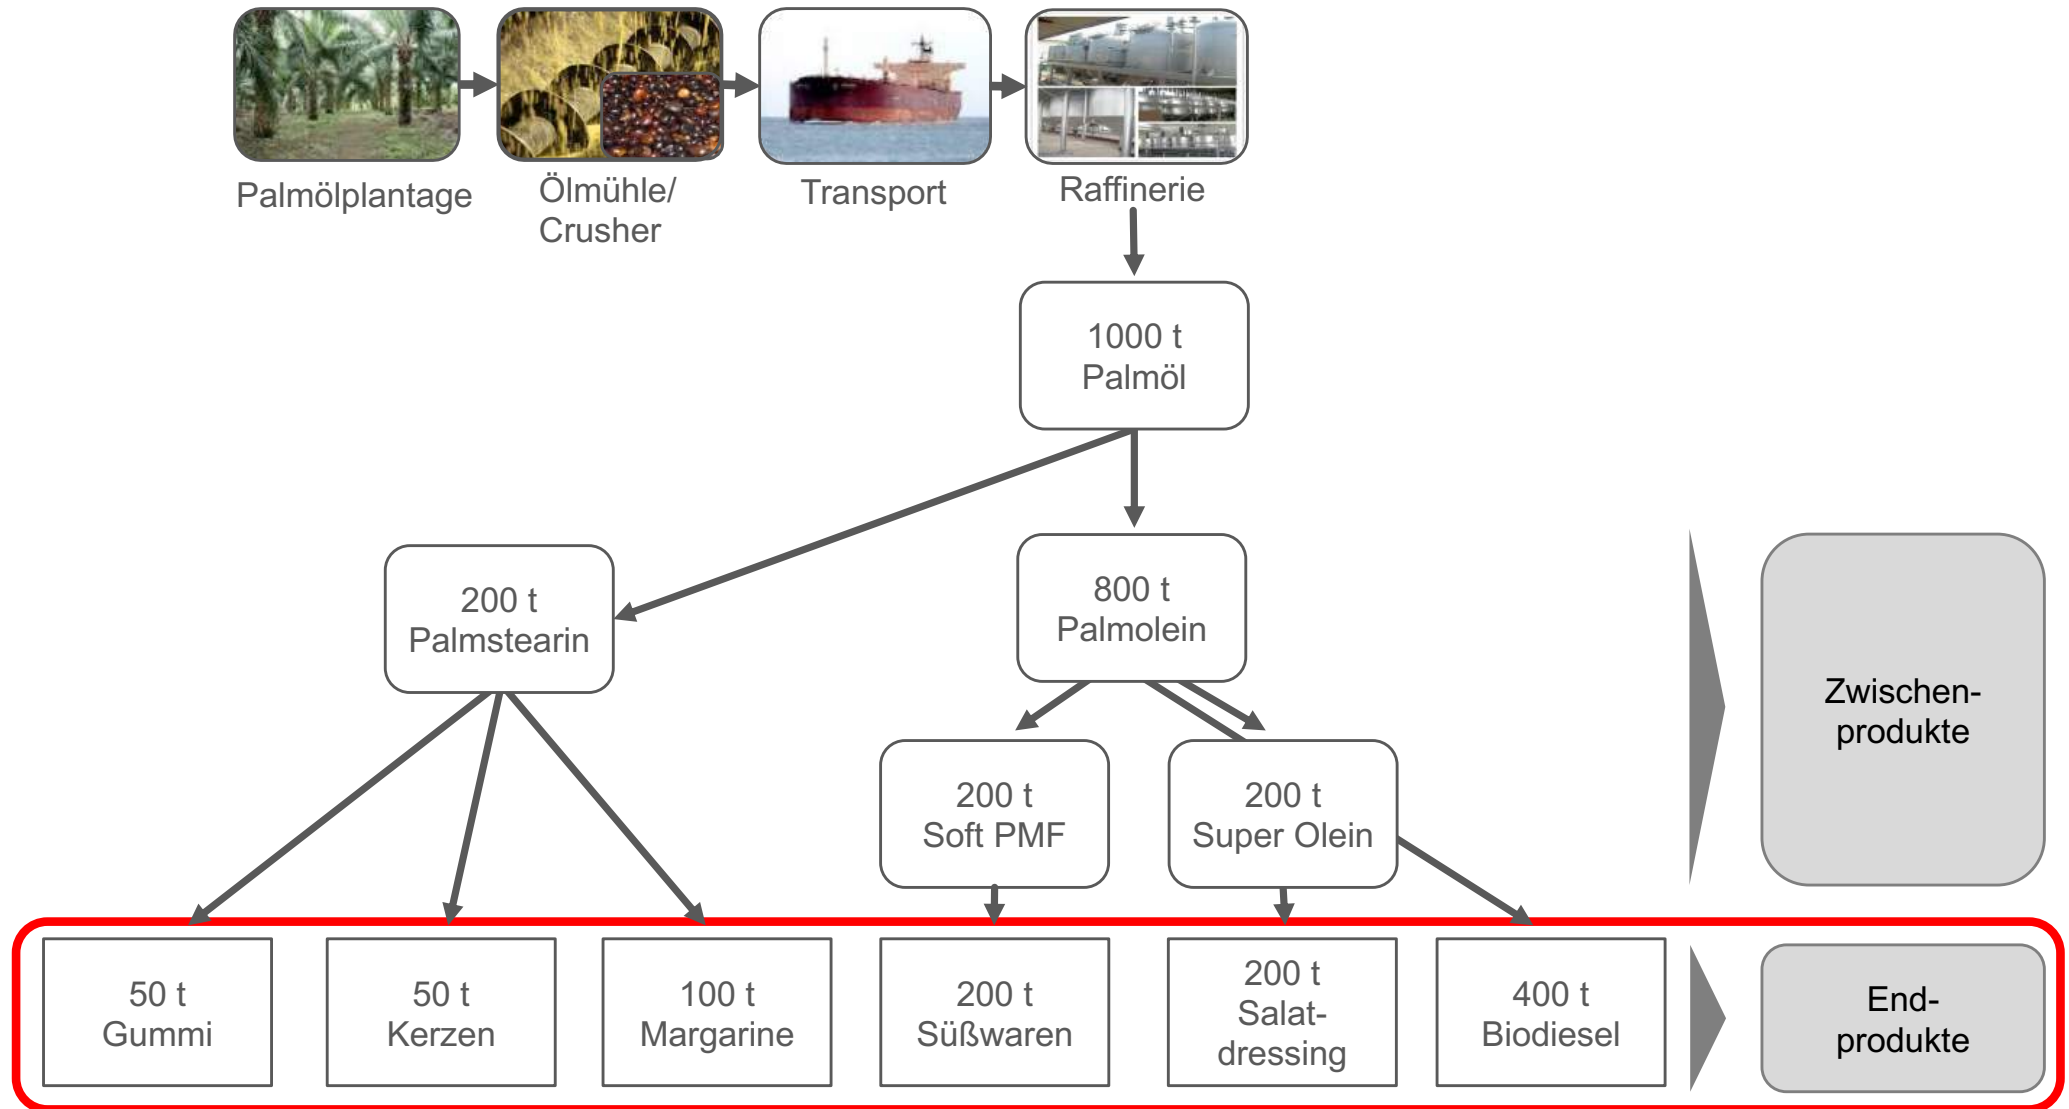 Palmölplantage
Ölmühle/
Crusher
Transport
Raffinerie
1000 t
Palmöl
200 t
Palmstearin
800 t
Palmolein
Zwischen-
produkte
200 t
Soft PMF
200 t
Super Olein
50 t
Gummi
50 t
Kerzen
100 t
Margarine
200 t
Süßwaren
200 t
Salat-
dressing
400 t
Biodiesel
End-
produkte